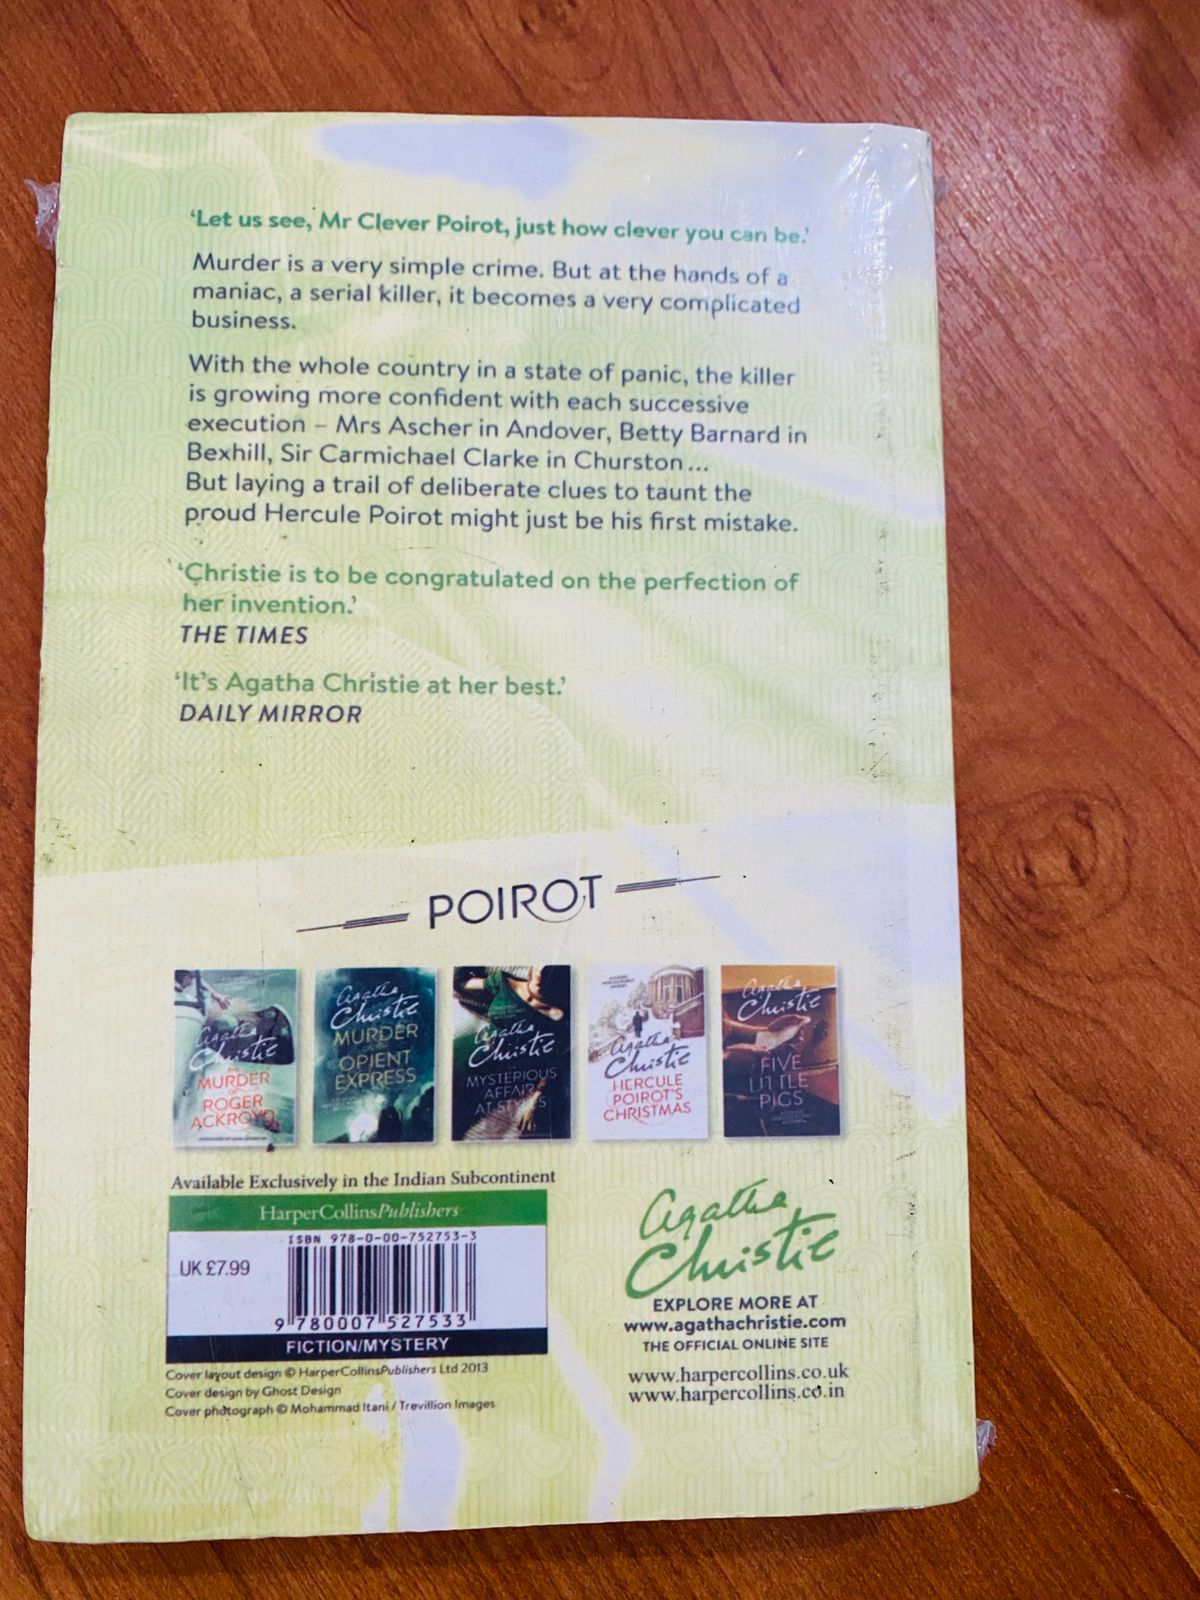 ‘Let us see, Mr Clever Poirot, just how clever you can be.’
Murder is a very simple crime. But at the hands of a
maniac, a serial killer, it becomes a very complicated
business.
With the whole country in a state of panic, the killer
is growing more confident with each successive
execution – Mrs Ascher in Andover, Betty Barnard in
Bexhill, Sir Carmichael Clarke in Churston...
But laying a trail of deliberate clues to taunt the
proud Hercule Poirot might just be his first mistake.
‘Christie is to be congratulated on the perfection of
her invention.’
THE TIMES
‘It’s Agatha Christie at her best.’
DAILY MIRROR
POIROT
Agatha
Christie
MURDER
ROGER
ACKROYD
Agatha
Christie
MURDER
ORIENT
EXPRESS
Agatha
Christie
MYSTERIOUS
AFFAIR
AT STYLES
Agatha
Christie
HERCULE
POIROT'S
CHRISTMAS
Agatha
Christie
FIVE
LITTLE
PIGS
Available Exclusively in the Indian Subcontinent
HarperCollinsPublishers
ISBN 978-0-00-752753-3
UK £7.99
9 780007 527533
FICTION/MYSTERY
Cover layout design © HarperCollinsPublishers Ltd 2013
Cover design by Ghost Design
Cover photograph © Mohammad Itani / Trevillion Images
Agatha
Christie
EXPLORE MORE AT
www.agathachristie.com
THE OFFICIAL ONLINE SITE
www.harpercollins.co.uk
www.harpercollins.co.in